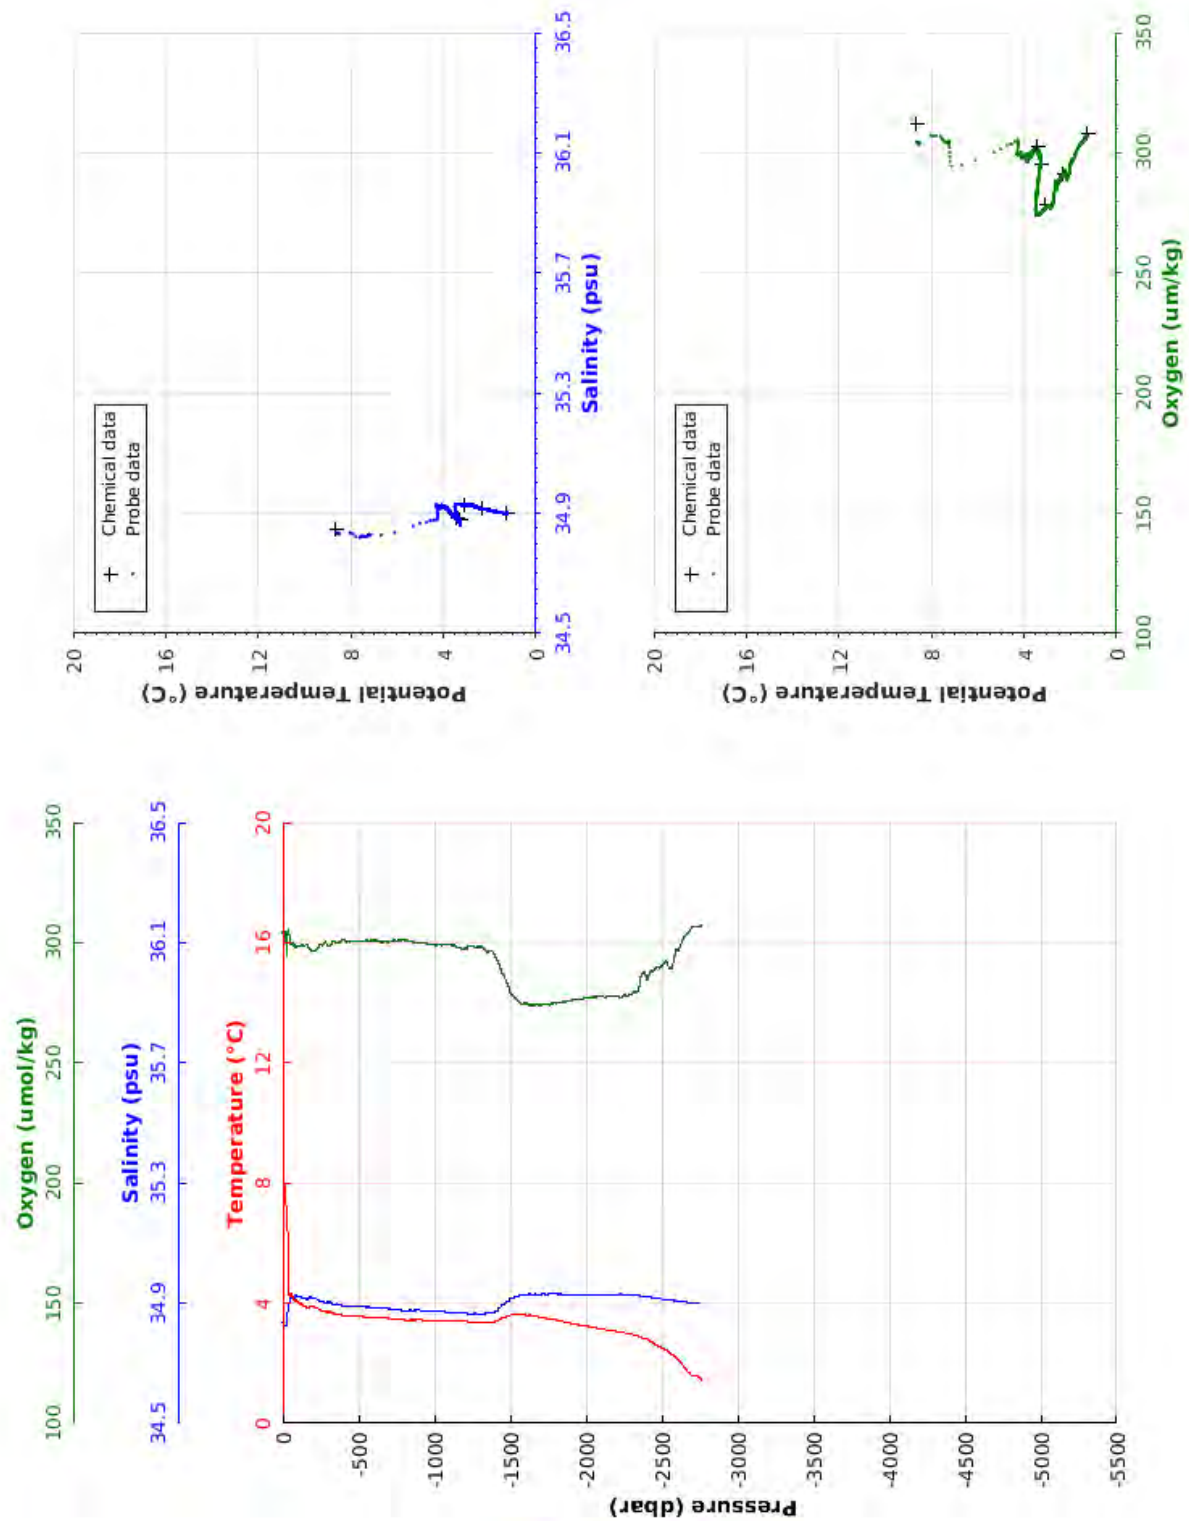 Oxygen (umol/kg)
100 150 200 250 300 350
Salinity (psu)
34.5 34.9 35.3 35.7 36.1 36.5
Temperature (°C)
0 4 8 12 16 20
Pressure (dbar)
0
-500
-1000
-1500
-2000
-2500
-3000
-3500
-4000
-4500
-5000
-5500
Potential Temperature (°C)
20
16
12
8
4
0
+ Chemical data
. Probe data
34.5 34.9 35.3 35.7 36.1 36.5
Salinity (psu)
Potential Temperature (°C)
20
16
12
8
4
0
+ Chemical data
. Probe data
100 150 200 250 300 350
Oxygen (um/kg)